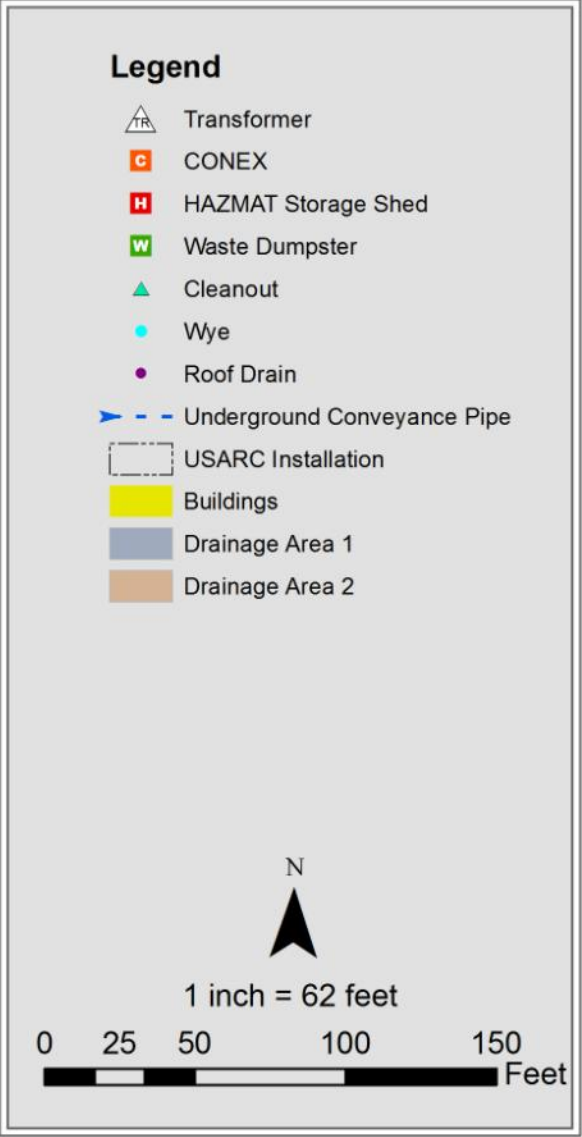 Legend
TR Transformer
C CONEX
H HAZMAT Storage Shed
W Waste Dumpster
Cleanout
Wye
Roof Drain
Underground Conveyance Pipe
USARC Installation
Buildings
Drainage Area 1
Drainage Area 2
N
1 inch = 62 feet
0 25 50 100 150
Feet